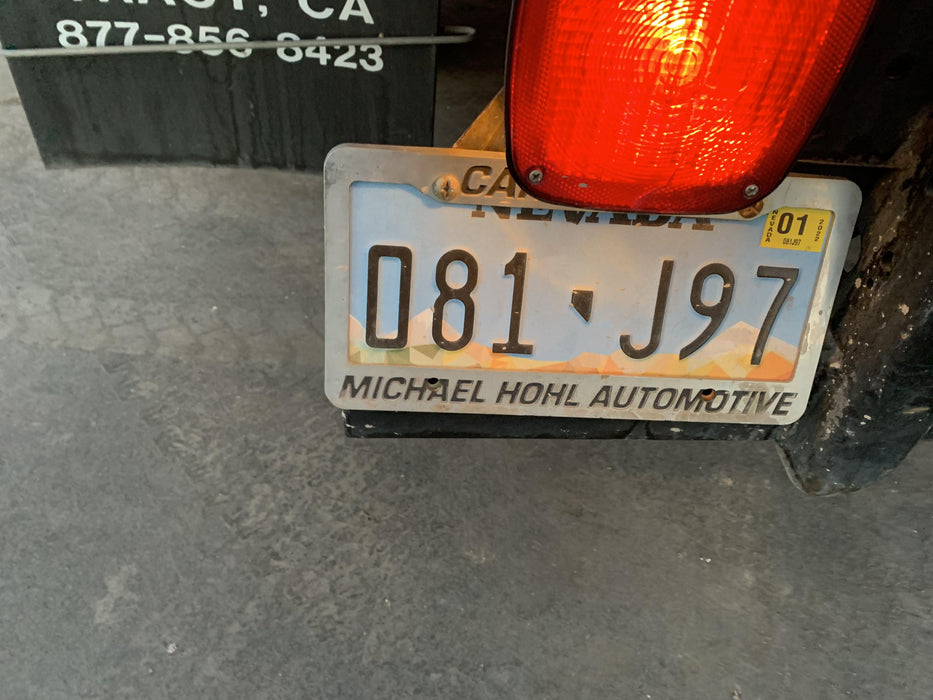 CA
877-856 8423
NEVADA
NEVADA
01
2022
081J97
081 J97
MICHAEL HOHL AUTOMOTIVE